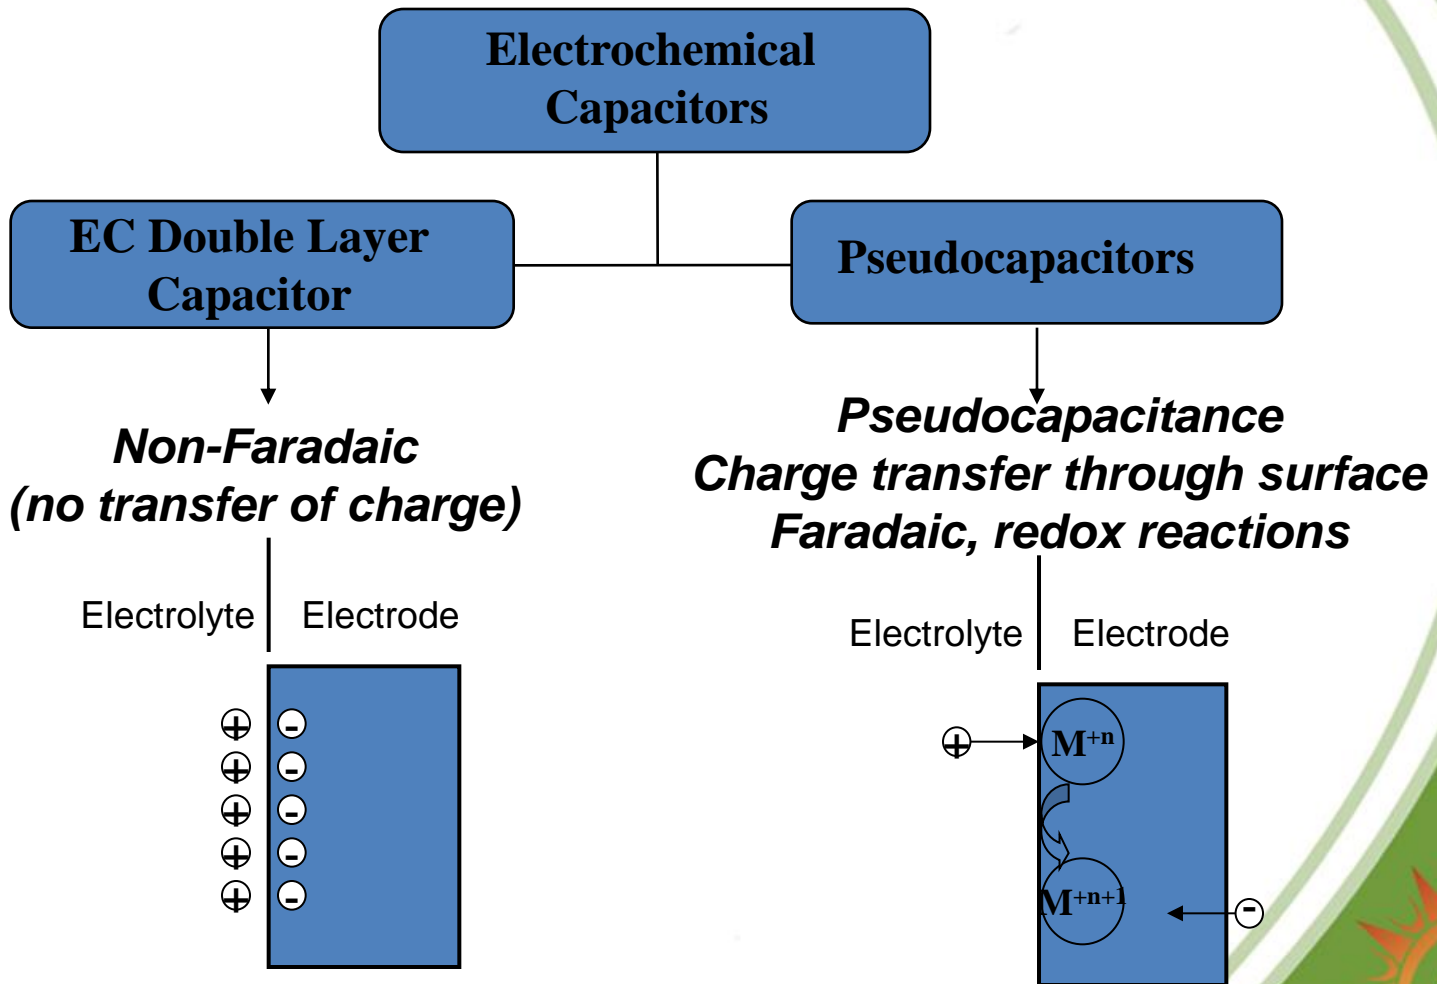 Electrochemical
Capacitors
EC Double Layer
Capacitor
Pseudocapacitors
Non-Faradaic
(no transfer of charge)
Pseudocapacitance
Charge transfer through surface
Faradaic, redox reactions
Electrolyte
Electrode
+ -
+ -
+ -
+ -
+ -
Electrolyte
Electrode
+
M⁺ⁿ
M⁺ⁿ⁺¹
-